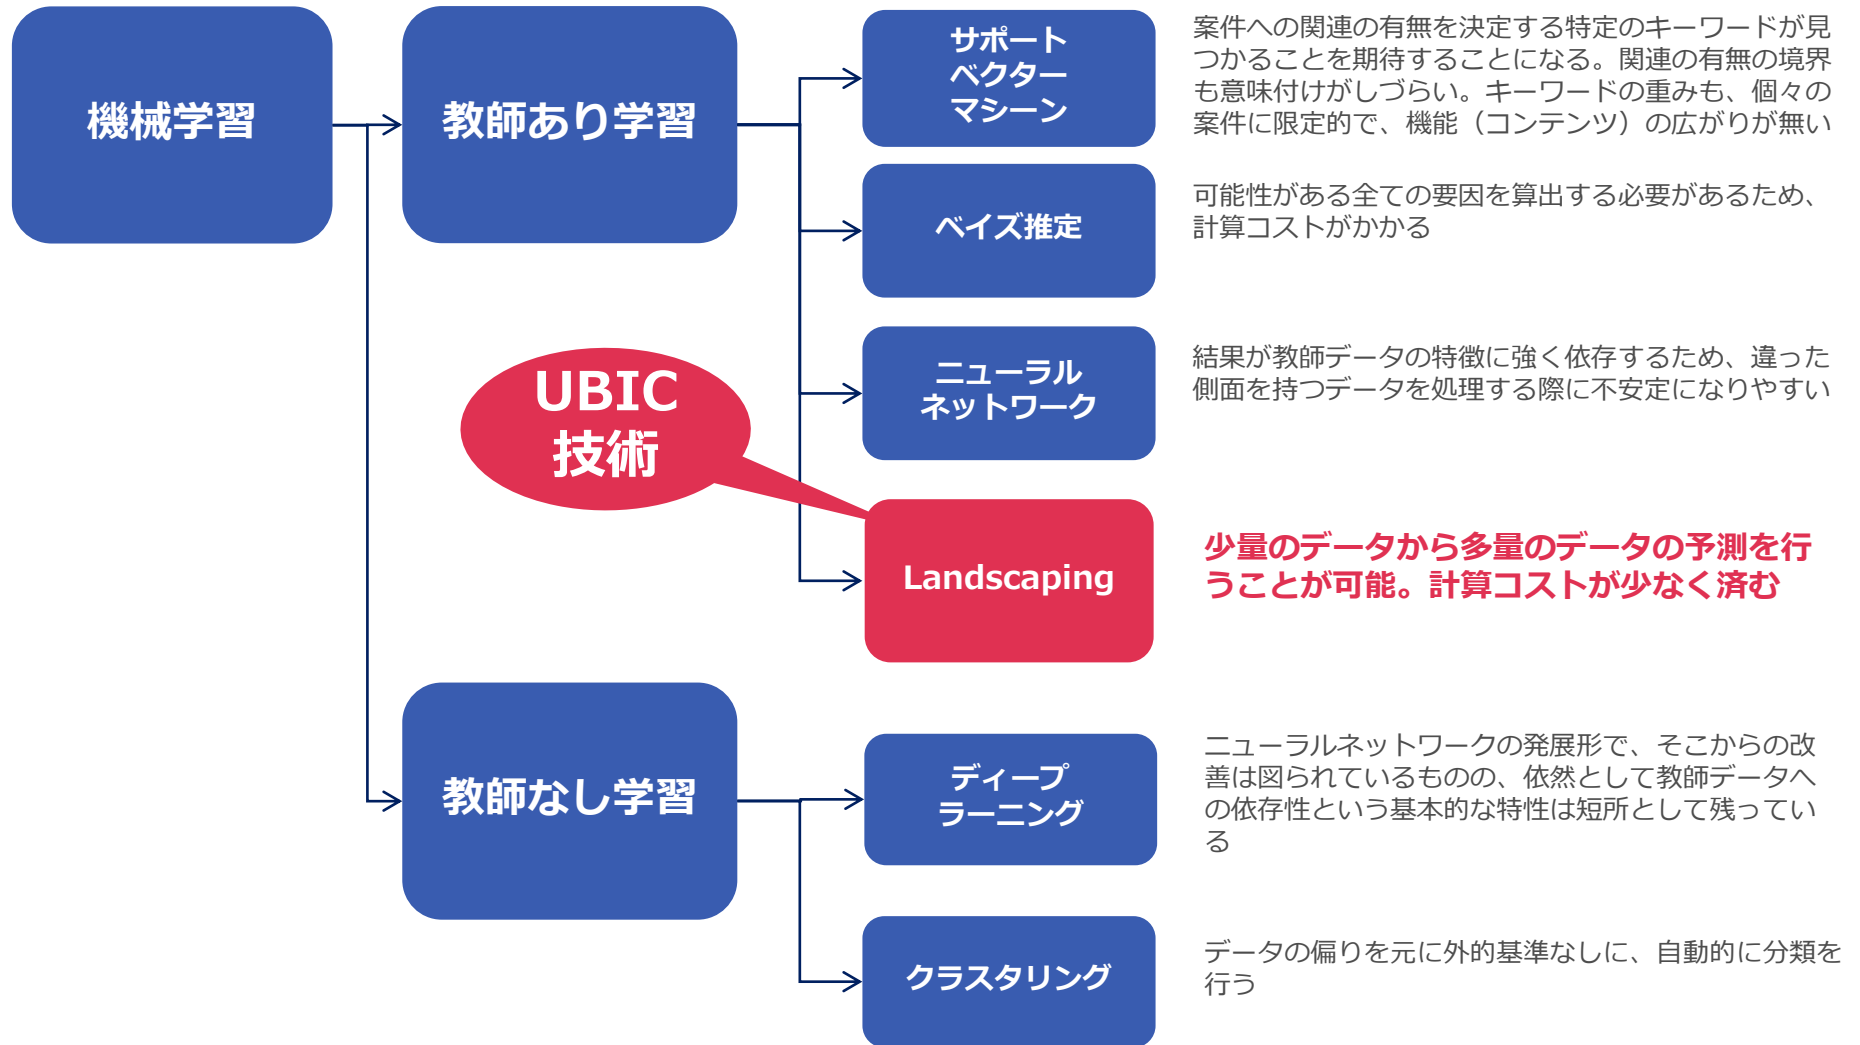 機械学習
教師あり学習
サポート
ベクター
マシーン
案件への関連の有無を決定する特定のキーワードが見
つかることを期待することになる。関連の有無の境界
も意味付けがしづらい。キーワードの重みも、個々の
案件に限定的で、機能（コンテンツ）の広がりが無い
ベイズ推定
可能性がある全ての要因を算出する必要があるため、
計算コストがかかる
ニューラル
ネットワーク
結果が教師データの特徴に強く依存するため、違った
側面を持つデータを処理する際に不安定になりやすい
UBIC
技術
Landscaping
少量のデータから多量のデータの予測を行
うことが可能。計算コストが少なく済む
教師なし学習
ディープ
ラーニング
ニューラルネットワークの発展形で、そこからの改
善は図られているものの、依然として教師データへ
の依存性という基本的な特性は短所として残ってい
る
クラスタリング
データの偏りを元に外的基準なしに、自動的に分類を
行う